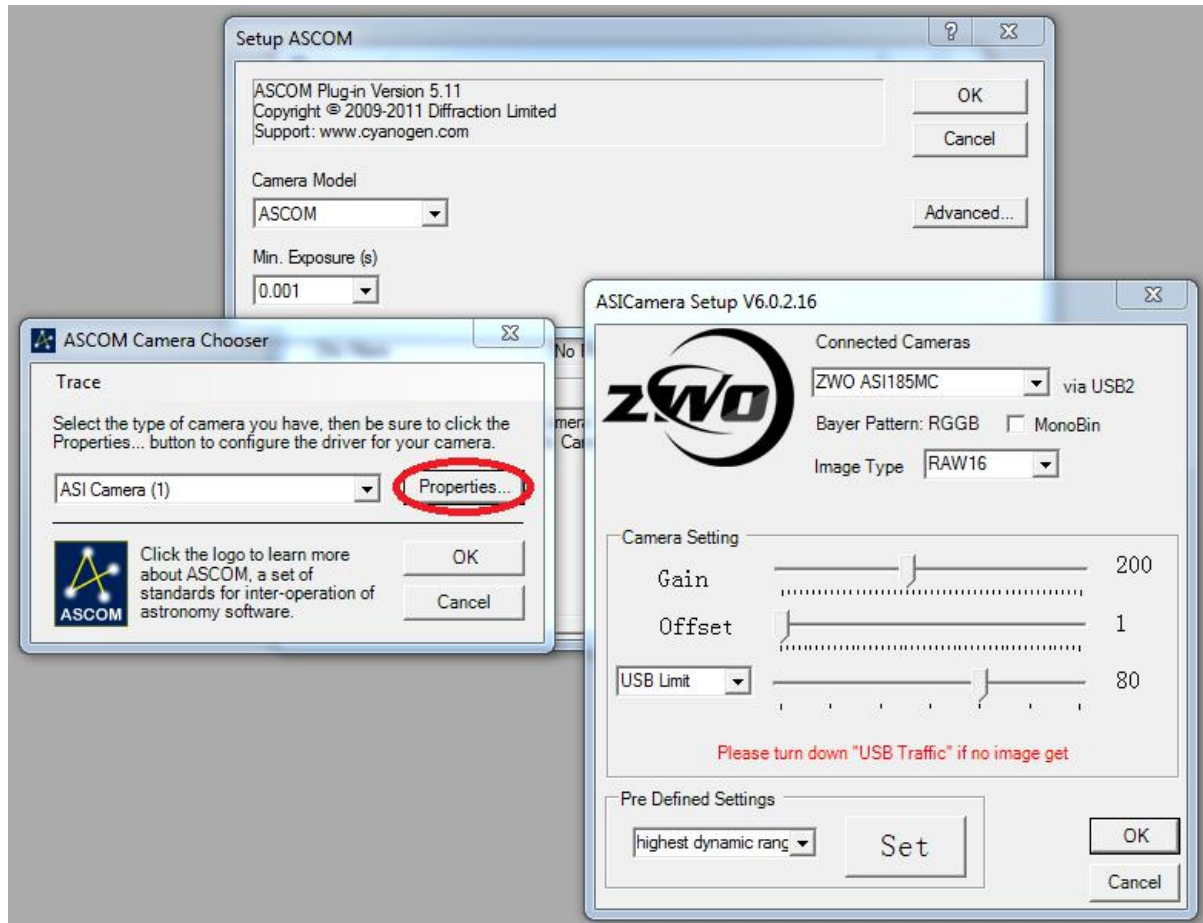 Setup ASCOM
ASCOM Plug-in Version 5.11
Copyright © 2009-2011 Diffraction Limited
Support: www.cyanogen.com
OK
Cancel
Camera Model
ASCOM
Advanced...
Min. Exposure (s)
0.001
ASCOM Camera Chooser
Trace
Select the type of camera you have, then be sure to click the
Properties... button to configure the driver for your camera.
ASI Camera (1)
Properties...
Click the logo to learn more
about ASCOM, a set of
standards for inter-operation of
astronomy software.
ASCOM
OK
Cancel
No
ASICamera Setup V6.0.2.16
ZWO
Connected Cameras
ZWO ASI185MC
via USB2
Bayer Pattern: RGGB
MonoBin
Image Type
RAW16
Camera Setting
Gain
200
Offset
1
USB Limit
80
Please turn down "USB Traffic" if no image get
Pre Defined Settings
highest dynamic rang
Set
OK
Cancel